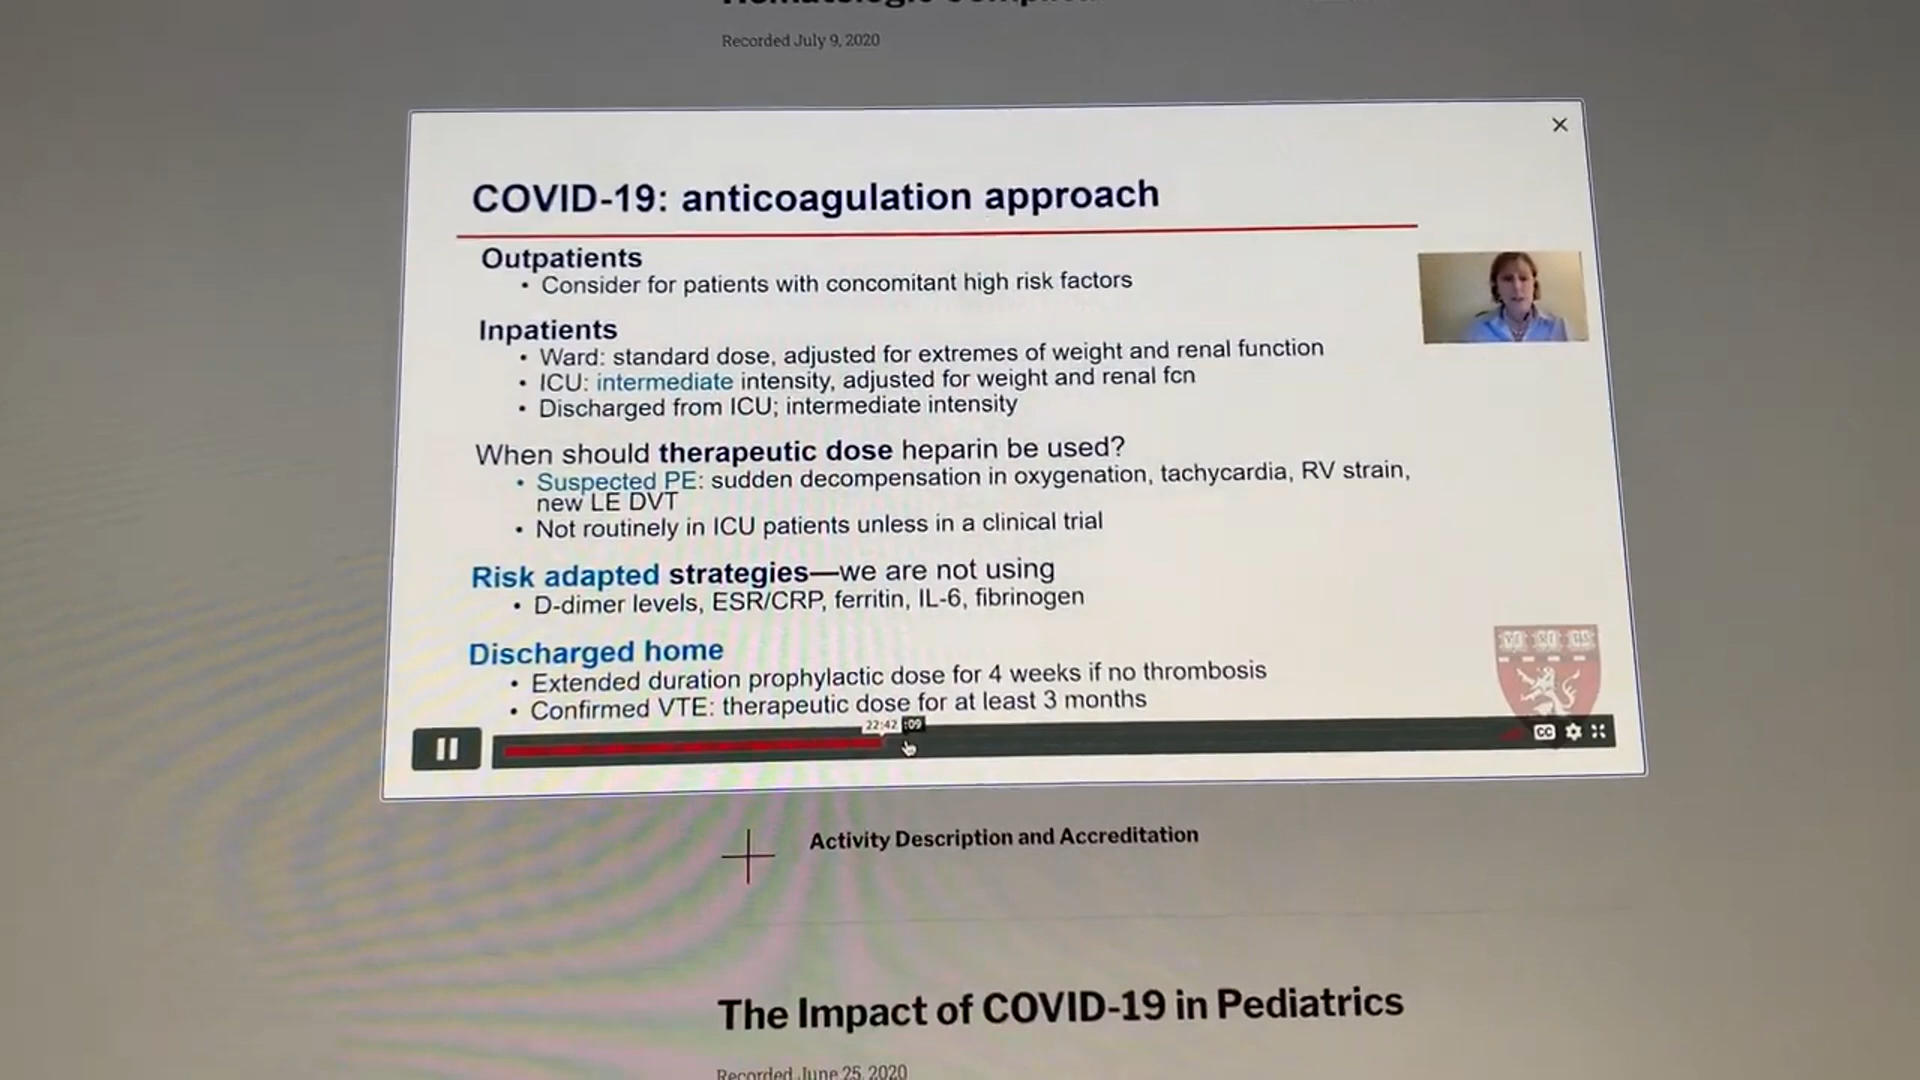 Recorded July 9, 2020
COVID-19: anticoagulation approach
Outpatients
• Consider for patients with concomitant high risk factors
Inpatients
• Ward: standard dose, adjusted for extremes of weight and renal function
• ICU: intermediate intensity, adjusted for weight and renal fcn
• Discharged from ICU; intermediate intensity
When should therapeutic dose heparin be used?
• Suspected PE: sudden decompensation in oxygenation, tachycardia, RV strain,
new LE DVT
• Not routinely in ICU patients unless in a clinical trial
Risk adapted strategies—we are not using
• D-dimer levels, ESR/CRP, ferritin, IL-6, fibrinogen
Discharged home
• Extended duration prophylactic dose for 4 weeks if no thrombosis
• Confirmed VTE: therapeutic dose for at least 3 months
22:42 :09
CC
Activity Description and Accreditation
The Impact of COVID-19 in Pediatrics
Recorded June 25, 2020